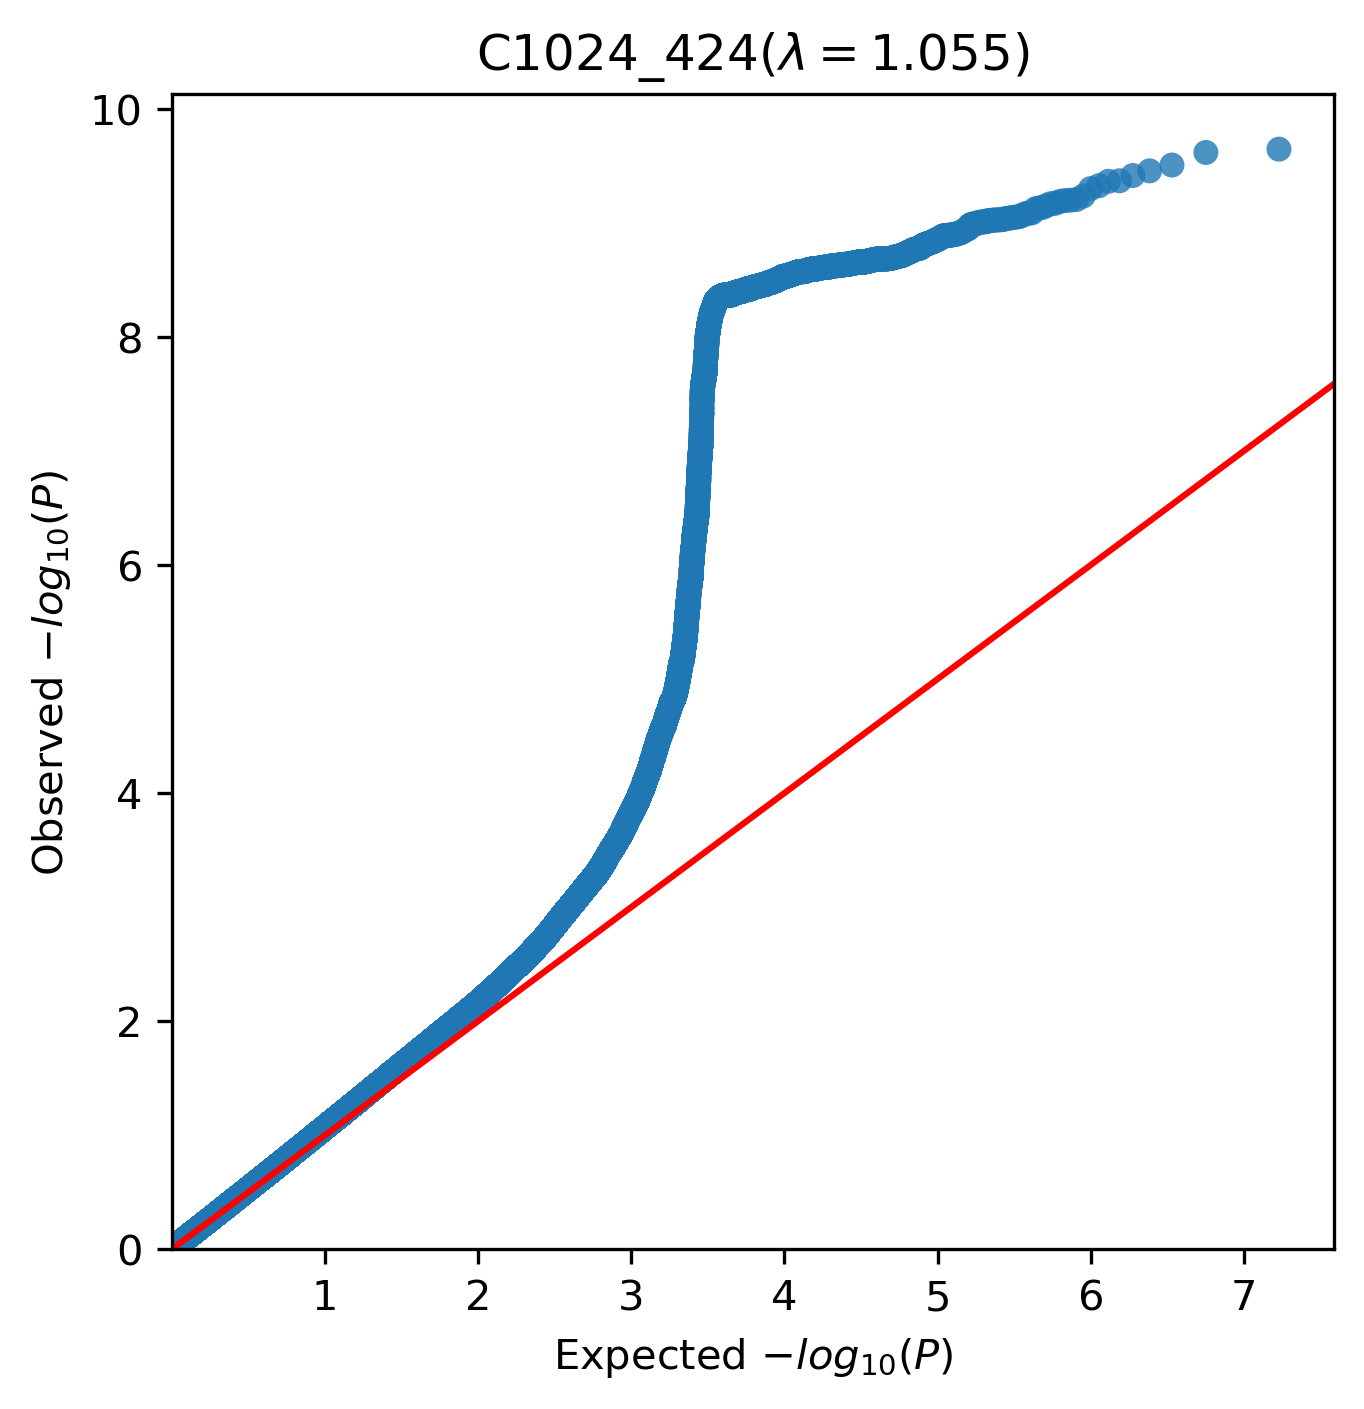 C1024_424(λ = 1.055)
10
8
6
4
2
0
Observed −log₁₀(P)
1 2 3 4 5 6 7
Expected −log₁₀(P)